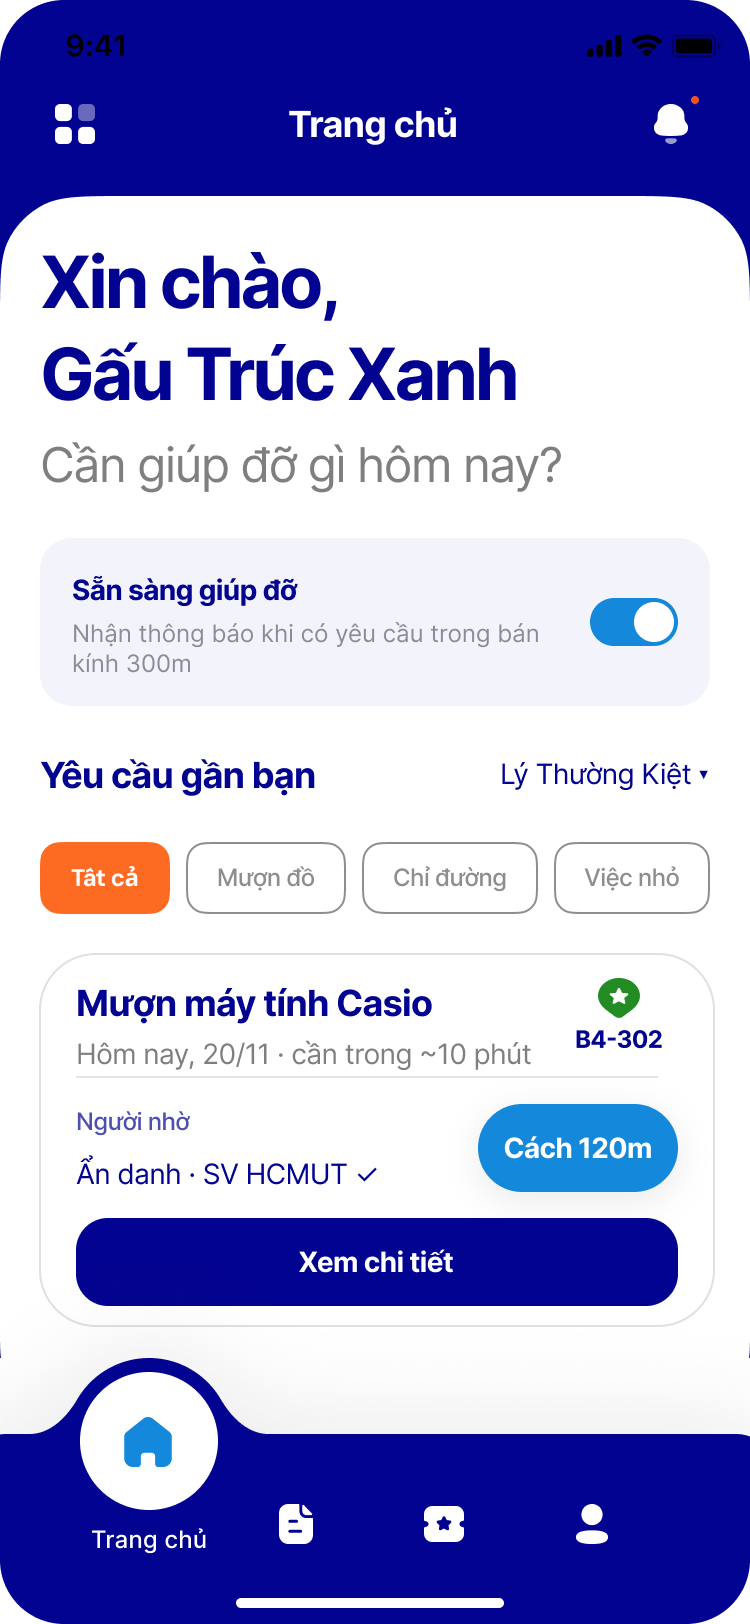 9:41
Trang chủ
Xin chào,
Gấu Trúc Xanh
Cần giúp đỡ gì hôm nay?
Sẵn sàng giúp đỡ
Nhận thông báo khi có yêu cầu trong bán
kính 300m
Yêu cầu gần bạn
Lý Thường Kiệt ▾
Tất cả
Mượn đồ
Chỉ đường
Việc nhỏ
Mượn máy tính Casio
B4-302
Hôm nay, 20/11 · cần trong ~10 phút
Người nhờ
Cách 120m
Ẩn danh · SV HCMUT ✓
Xem chi tiết
Trang chủ